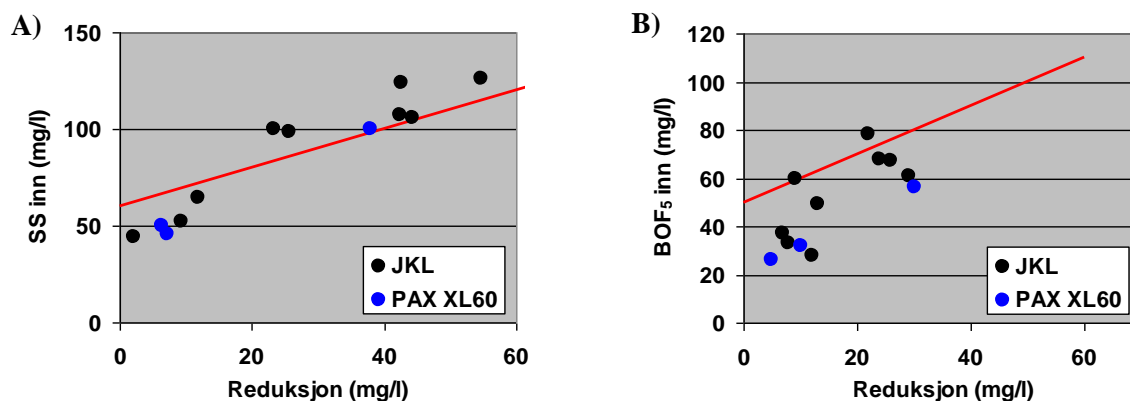 A)
SS inn (mg/l)
150
100
50
0
JKL
PAX XL60
0 20 40 60
Reduksjon (mg/l)
B)
BOF₅ inn (mg/l)
120
100
80
60
40
20
0
JKL
PAX XL60
0 20 40 60
Reduksjon (mg/l)